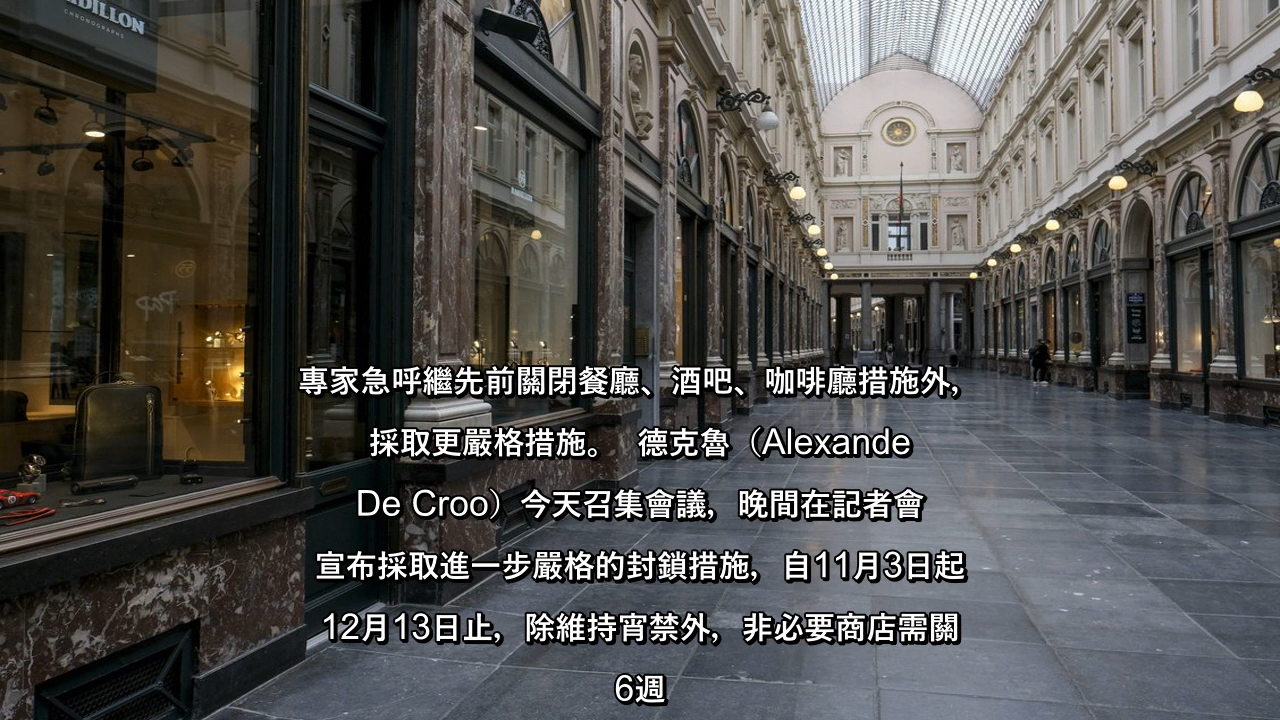 DILLON
CHRONOGRAPHS
專家急呼繼先前關閉餐廳、酒吧、咖啡廳措施外,
採取更嚴格措施。 德克魯（Alexande
De Croo）今天召集會議, 晚間在記者會
宣布採取進一步嚴格的封鎖措施, 自11月3日起
12月13日止, 除維持宵禁外, 非必要商店需關
6週